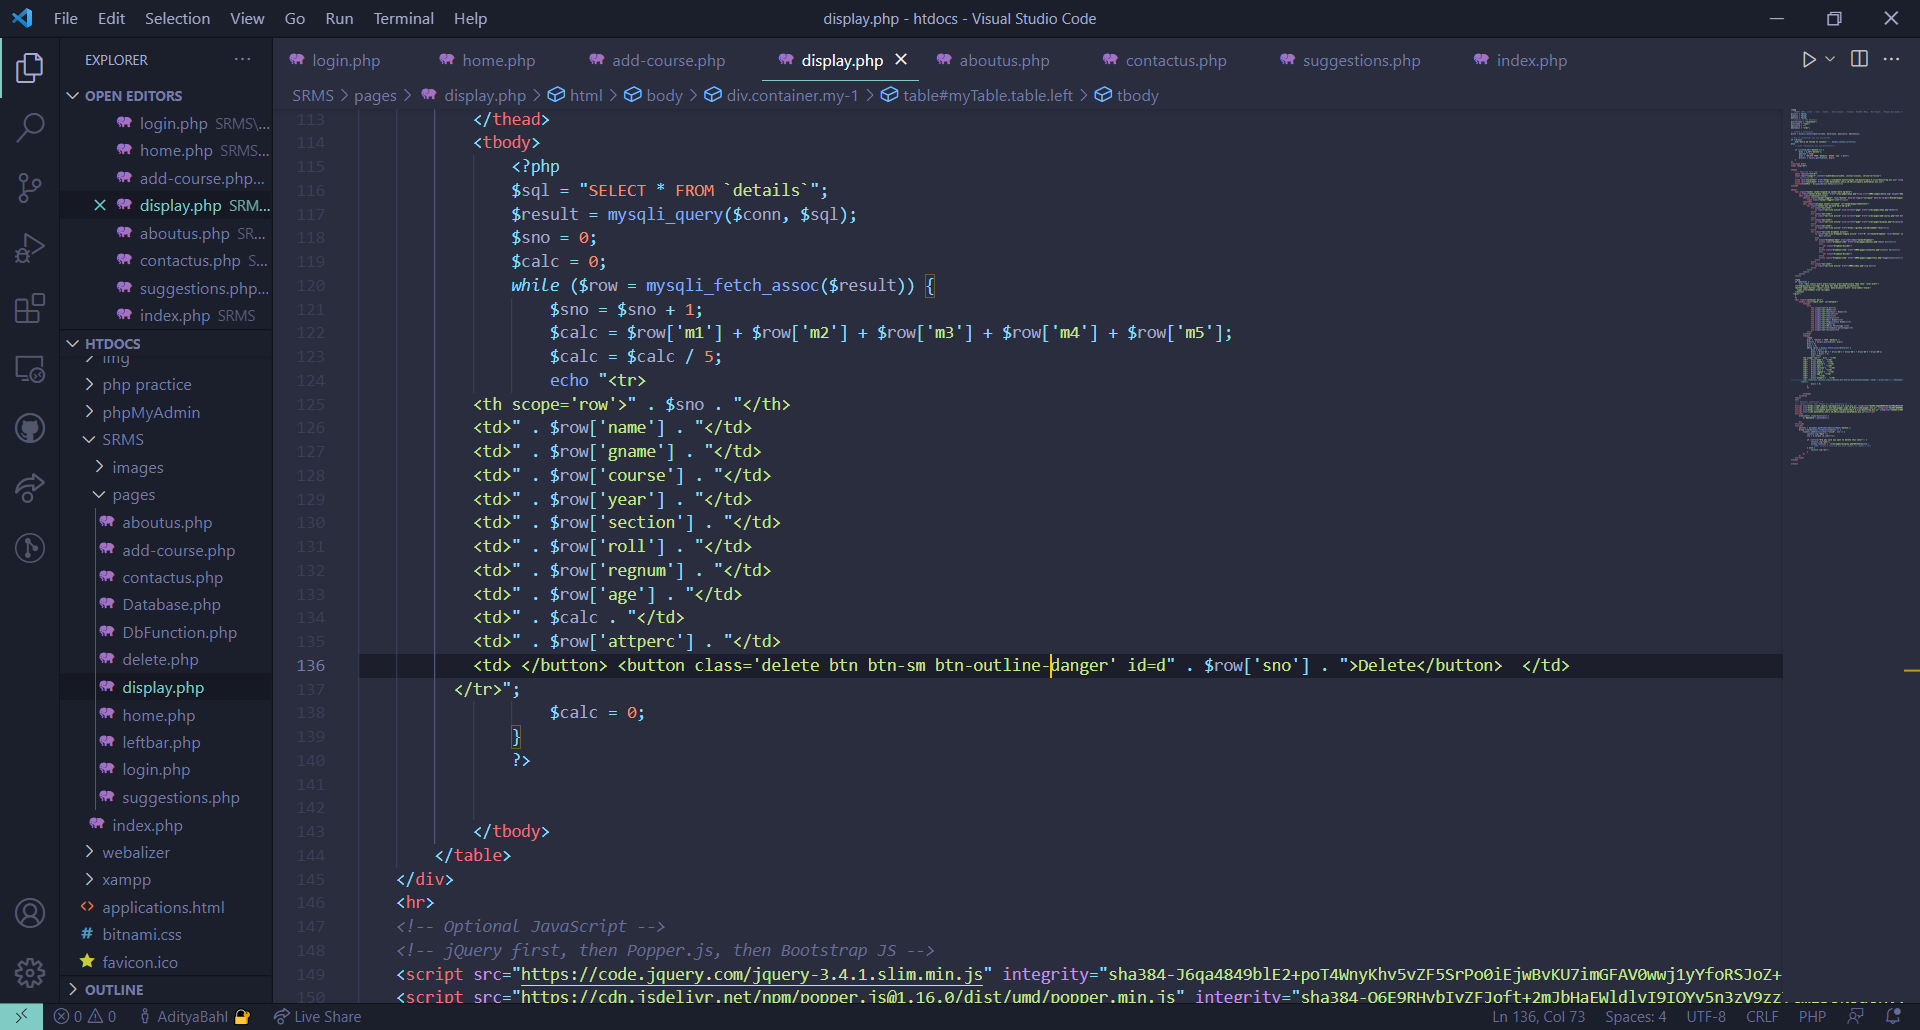 File Edit Selection View Go Run Terminal Help
display.php - htdocs - Visual Studio Code
EXPLORER
OPEN EDITORS
login.php SRMS\...
home.php SRMS...
add-course.php...
display.php SRM...
aboutus.php SR...
contactus.php S...
suggestions.php...
index.php SRMS
HTDOCS
img
php practice
phpMyAdmin
SRMS
images
pages
aboutus.php
add-course.php
contactus.php
Database.php
DbFunction.php
delete.php
display.php
home.php
leftbar.php
login.php
suggestions.php
index.php
webalizer
xampp
applications.html
bitnami.css
favicon.ico
OUTLINE
login.php home.php add-course.php display.php aboutus.php contactus.php suggestions.php index.php
SRMS > pages > display.php > html > body > div.container.my-1 > table#myTable.table.left > tbody
113 </thead>
114 <tbody>
115 <?php
116 $sql = "SELECT * FROM `details`";
117 $result = mysqli_query($conn, $sql);
118 $sno = 0;
119 $calc = 0;
120 while ($row = mysqli_fetch_assoc($result)) {
121 $sno = $sno + 1;
122 $calc = $row['m1'] + $row['m2'] + $row['m3'] + $row['m4'] + $row['m5'];
123 $calc = $calc / 5;
124 echo "<tr>
125 <th scope='row'>" . $sno . "</th>
126 <td>" . $row['name'] . "</td>
127 <td>" . $row['gname'] . "</td>
128 <td>" . $row['course'] . "</td>
129 <td>" . $row['year'] . "</td>
130 <td>" . $row['section'] . "</td>
131 <td>" . $row['roll'] . "</td>
132 <td>" . $row['regnum'] . "</td>
133 <td>" . $row['age'] . "</td>
134 <td>" . $calc . "</td>
135 <td>" . $row['attperc'] . "</td>
136 <td> </button> <button class='delete btn btn-sm btn-outline-danger' id=d" . $row['sno'] . ">Delete</button>  </td>
137 </tr>";
138 $calc = 0;
139 }
140 ?>
141
142
143 </tbody>
144 </table>
145 </div>
146 <hr>
147 <!-- Optional JavaScript -->
148 <!-- jQuery first, then Popper.js, then Bootstrap JS -->
149 <script src="https://code.jquery.com/jquery-3.4.1.slim.min.js" integrity="sha384-J6qa4849blE2+poT4WnyKhv5vZF5SrPo0iEjwBvKU7imGFAV0wwj1yYfoRSJoZ+
150 <script src="https://cdn.jsdelivr.net/npm/popper.js@1.16.0/dist/umd/popper.min.js" integrity=
0 0 AdityaBahl Live Share
Ln 136, Col 73 Spaces: 4 UTF-8 CRLF PHP